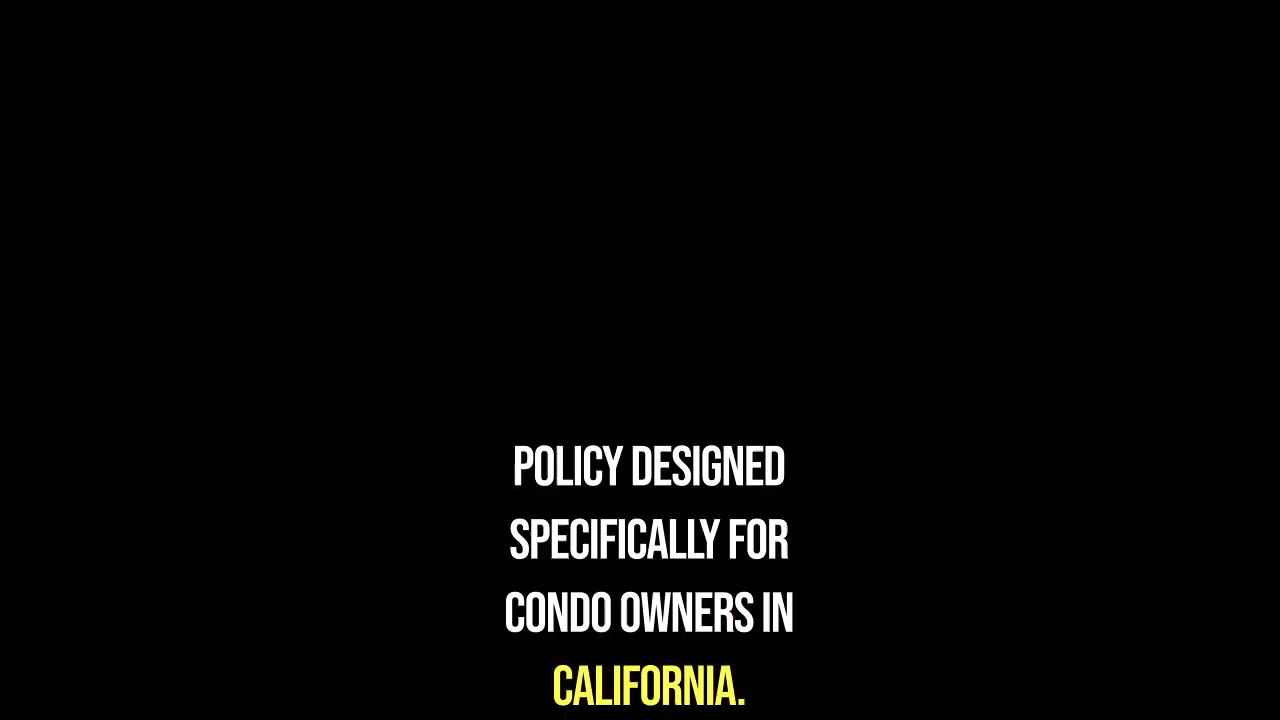 POLICY DESIGNED
SPECIFICALLY FOR
CONDO OWNERS IN
CALIFORNIA.